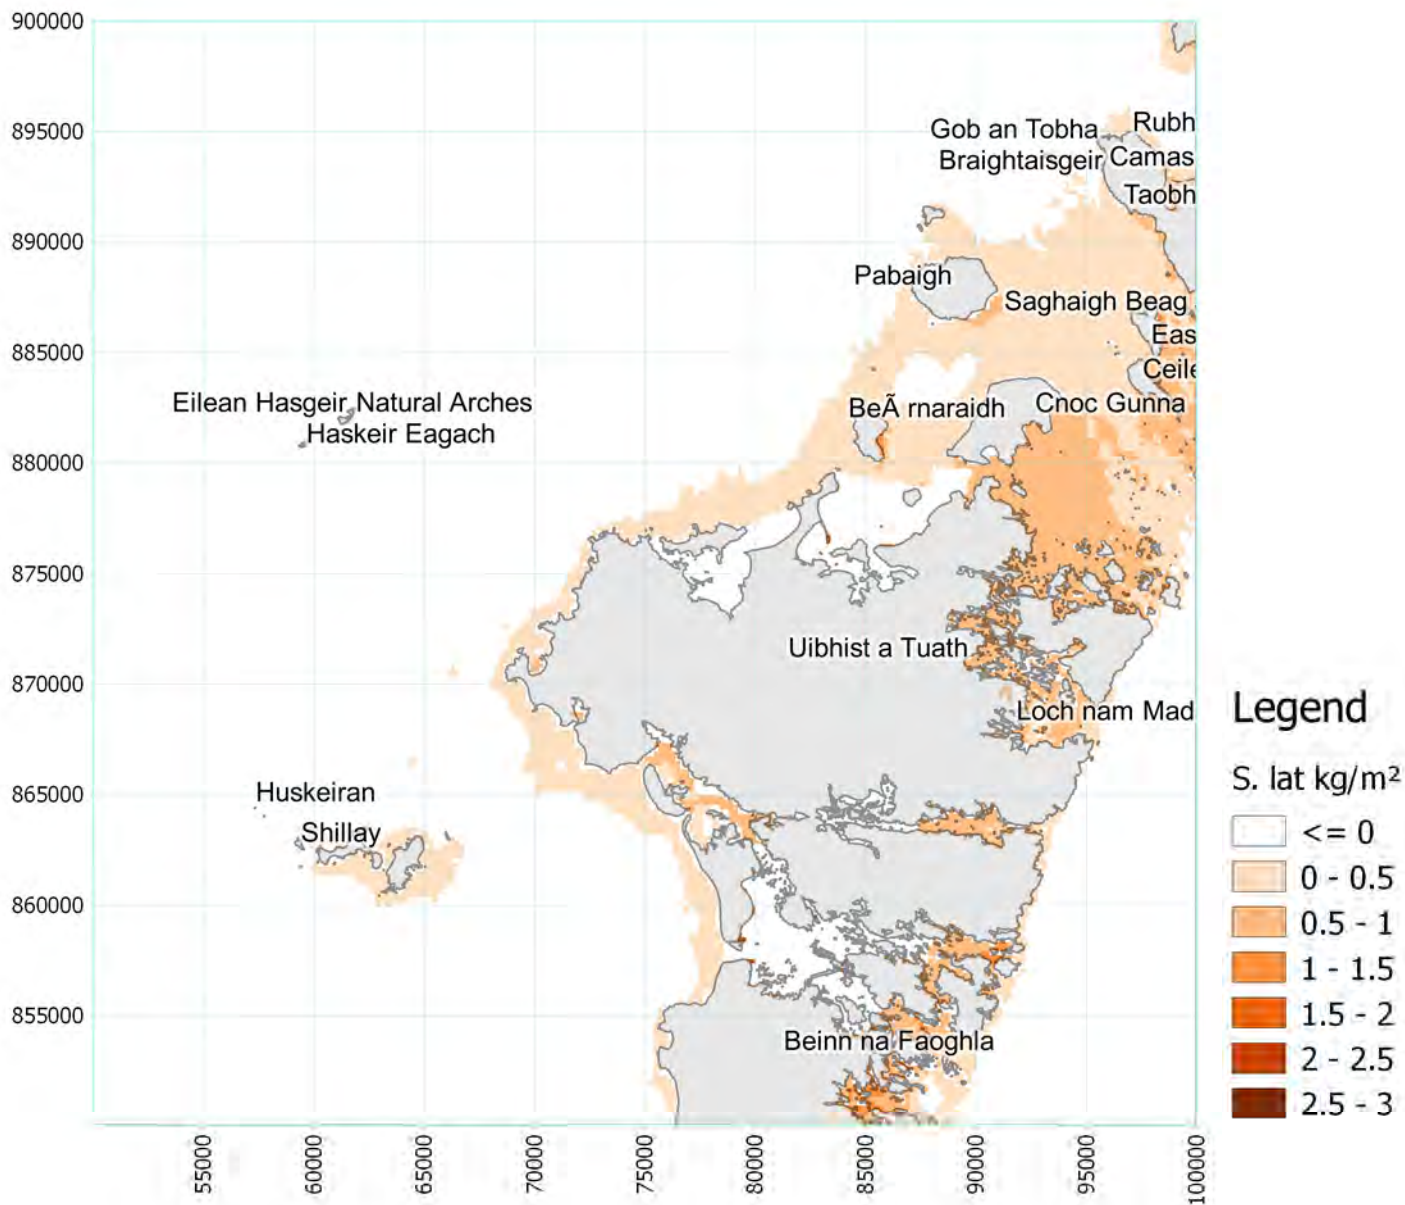 900000
895000
890000
885000
880000
875000
870000
865000
860000
855000
Gob an Tobha
Rubh
Braightaisgeir
Camas
Taobh
Pabaigh
Saghaigh Beag
Eas
Ceile
Eilean Hasgeir Natural Arches
BeÃ rnaraidh
Cnoc Gunna
Haskeir Eagach
Uibhist a Tuath
Loch nam Mad
Huskeiran
Shillay
Beinn na Faoghla
55000
60000
65000
70000
75000
80000
85000
90000
95000
100000
Legend
S. lat kg/m²
<= 0
0 - 0.5
0.5 - 1
1 - 1.5
1.5 - 2
2 - 2.5
2.5 - 3